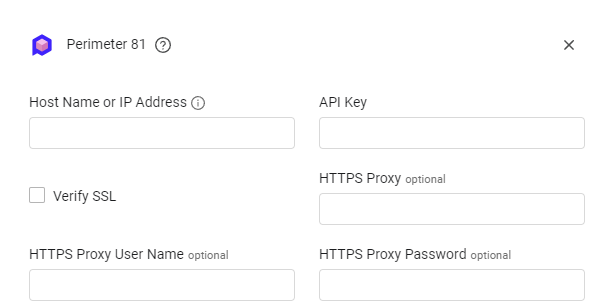 Perimeter 81
Host Name or IP Address
API Key
Verify SSL
HTTPS Proxy optional
HTTPS Proxy User Name optional
HTTPS Proxy Password optional